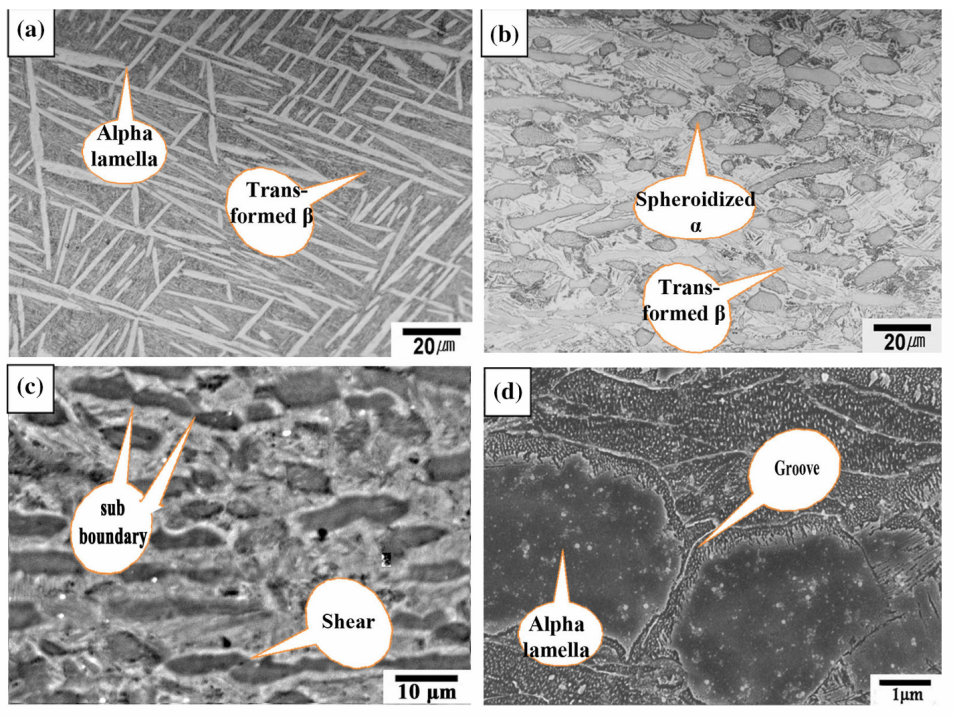 (a)
Alpha
lamella
Trans-
formed β
20㎛
(b)
Spheroidized
α
Trans-
formed β
20㎛
(c)
sub
boundary
Shear
10 μm
(d)
Groove
Alpha
lamella
1μm